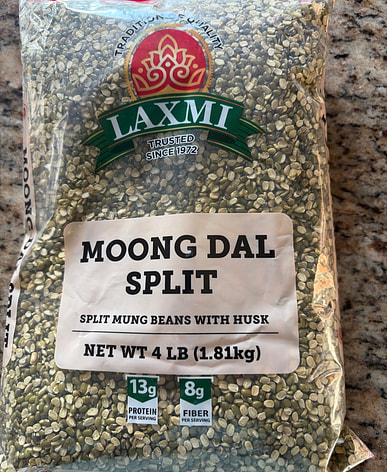 TRADITION OF QUALITY
LAXMI
TRUSTED
SINCE 1972
MOONG DAL
SPLIT
SPLIT MUNG BEANS WITH HUSK
NET WT 4 LB (1.81kg)
13g
PROTEIN
PER SERVING
8g
FIBER
PER SERVING